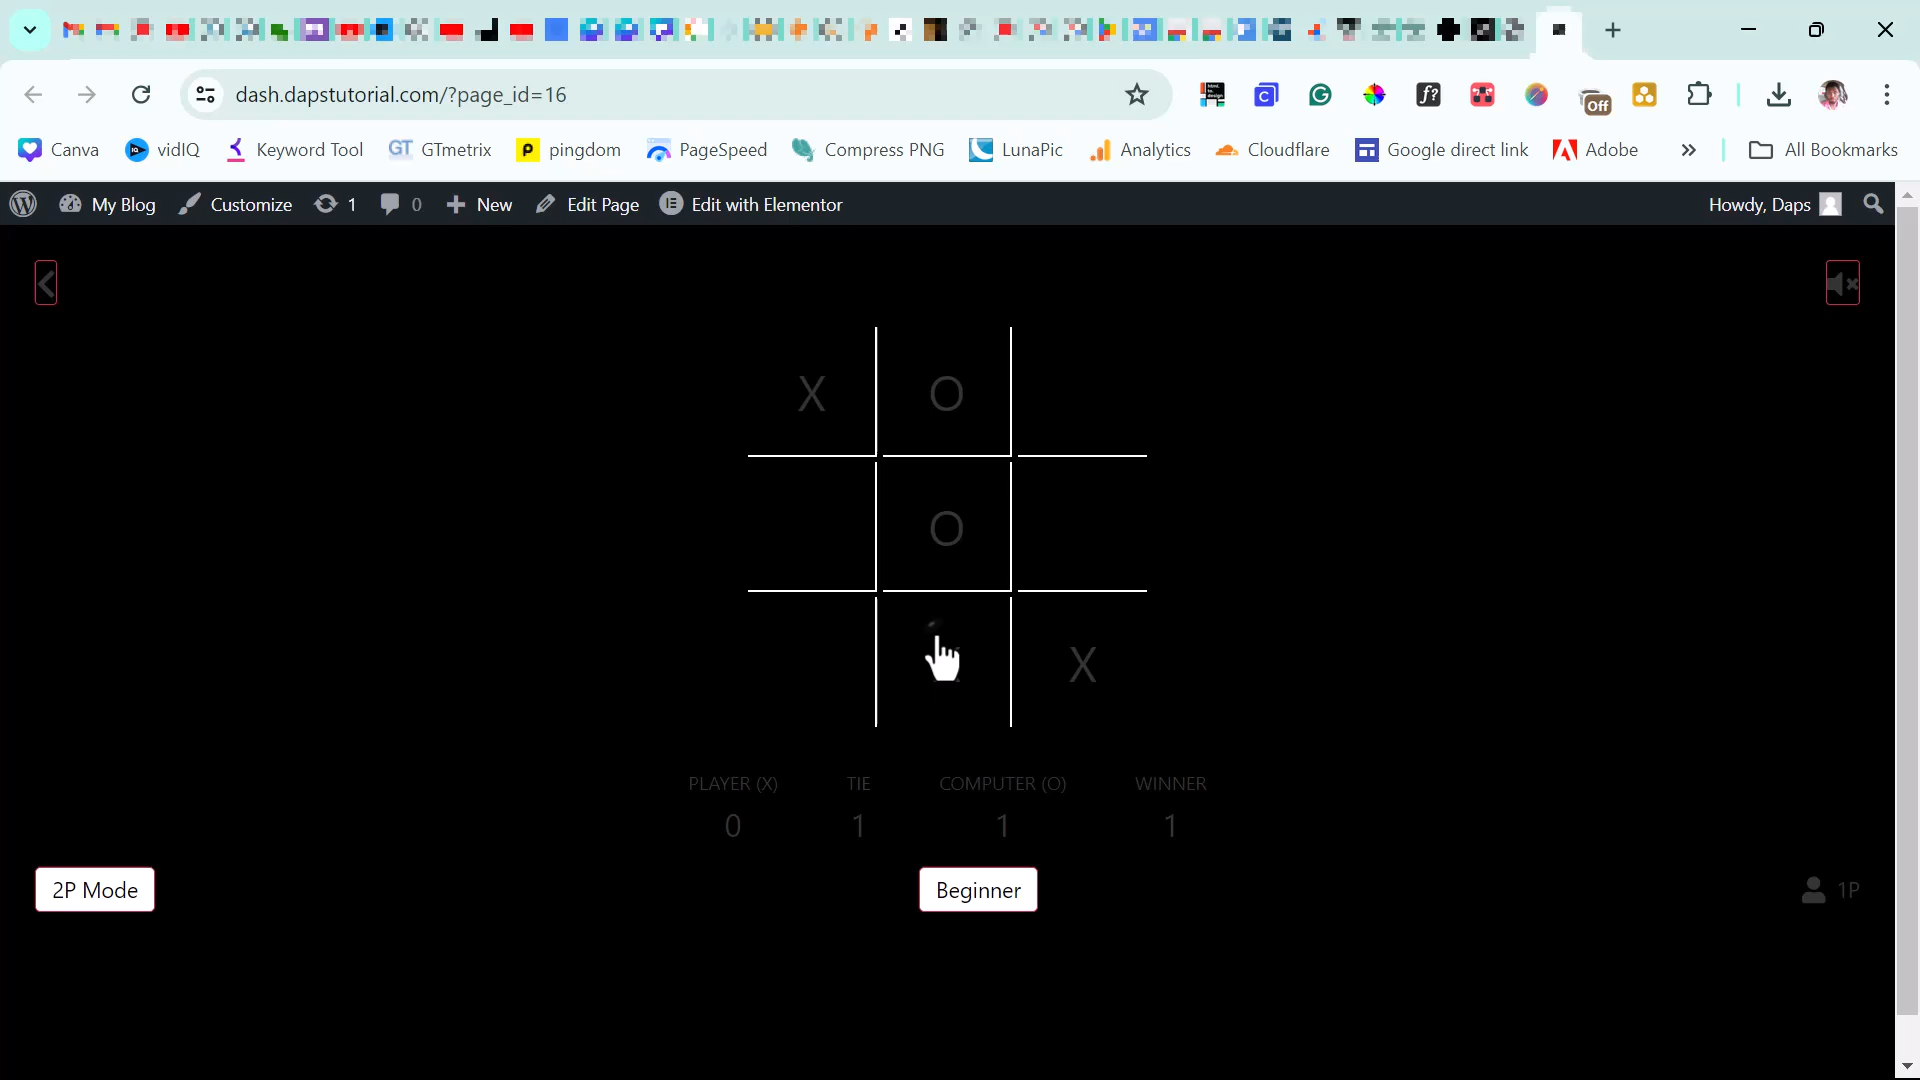 dash.dapstutorial.com/?page_id=16
Off
Canva vidIQ Keyword Tool GT GTmetrix p pingdom PageSpeed Compress PNG LunaPic Analytics Cloudflare Google direct link Adobe » All Bookmarks
My Blog Customize 1 0 New Edit Page Edit with Elementor Howdy, Daps
X O
O
X
PLAYER (X) TIE COMPUTER (O) WINNER
0 1 1 1
2P Mode Beginner 1P